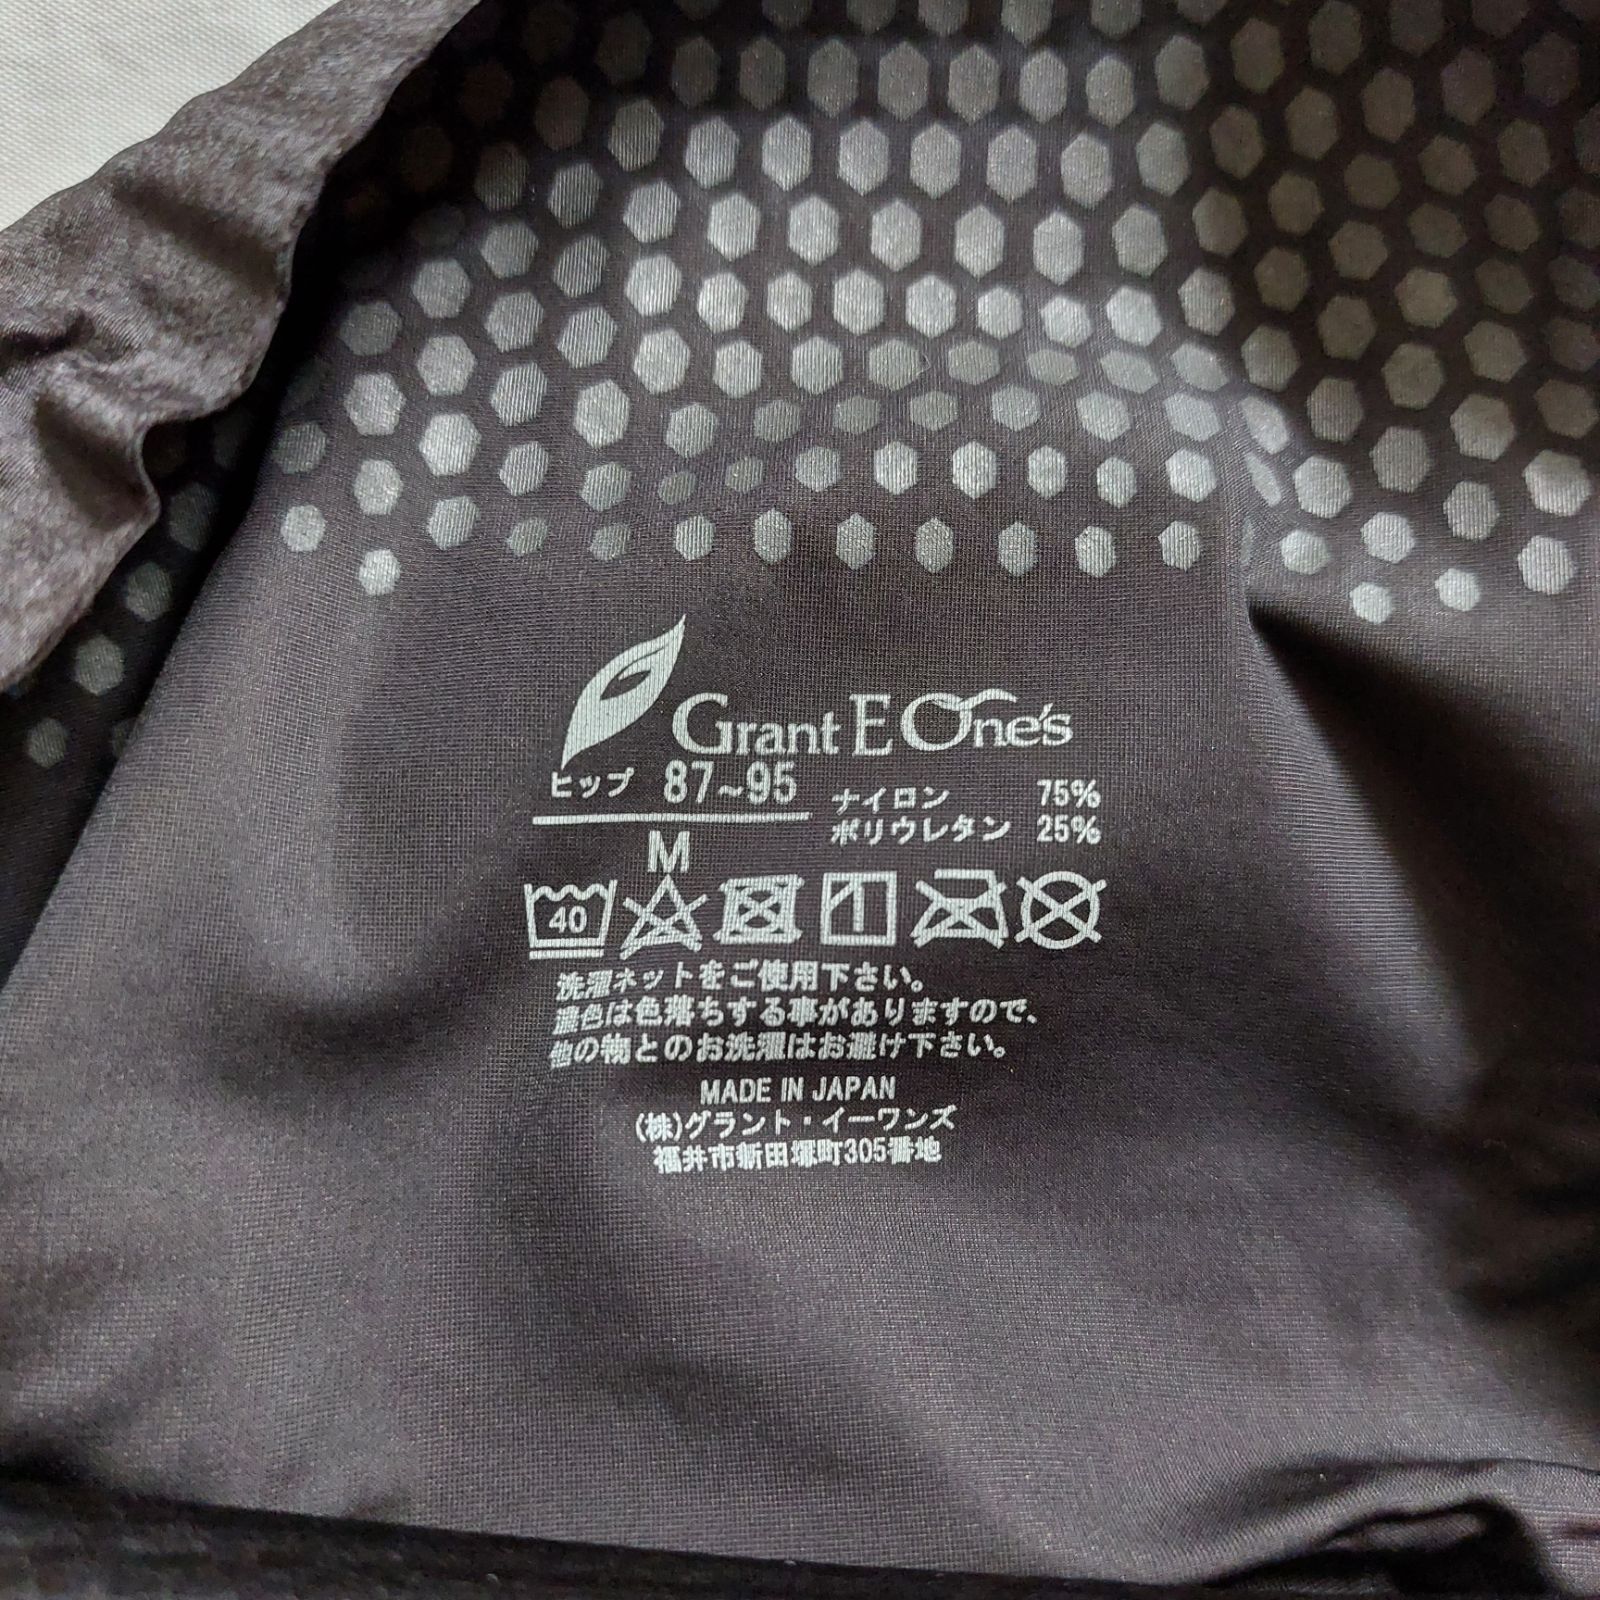 Grant E One's
ヒップ 87~95
M
ナイロン 75%
ポリウレタン 25%
40
洗濯ネットをご使用下さい。
濃色は色落ちする事がありますので、
他の物とのお洗濯はお避け下さい。
MADE IN JAPAN
(株)グラント・イーワンズ
福井市新田塚町305番地